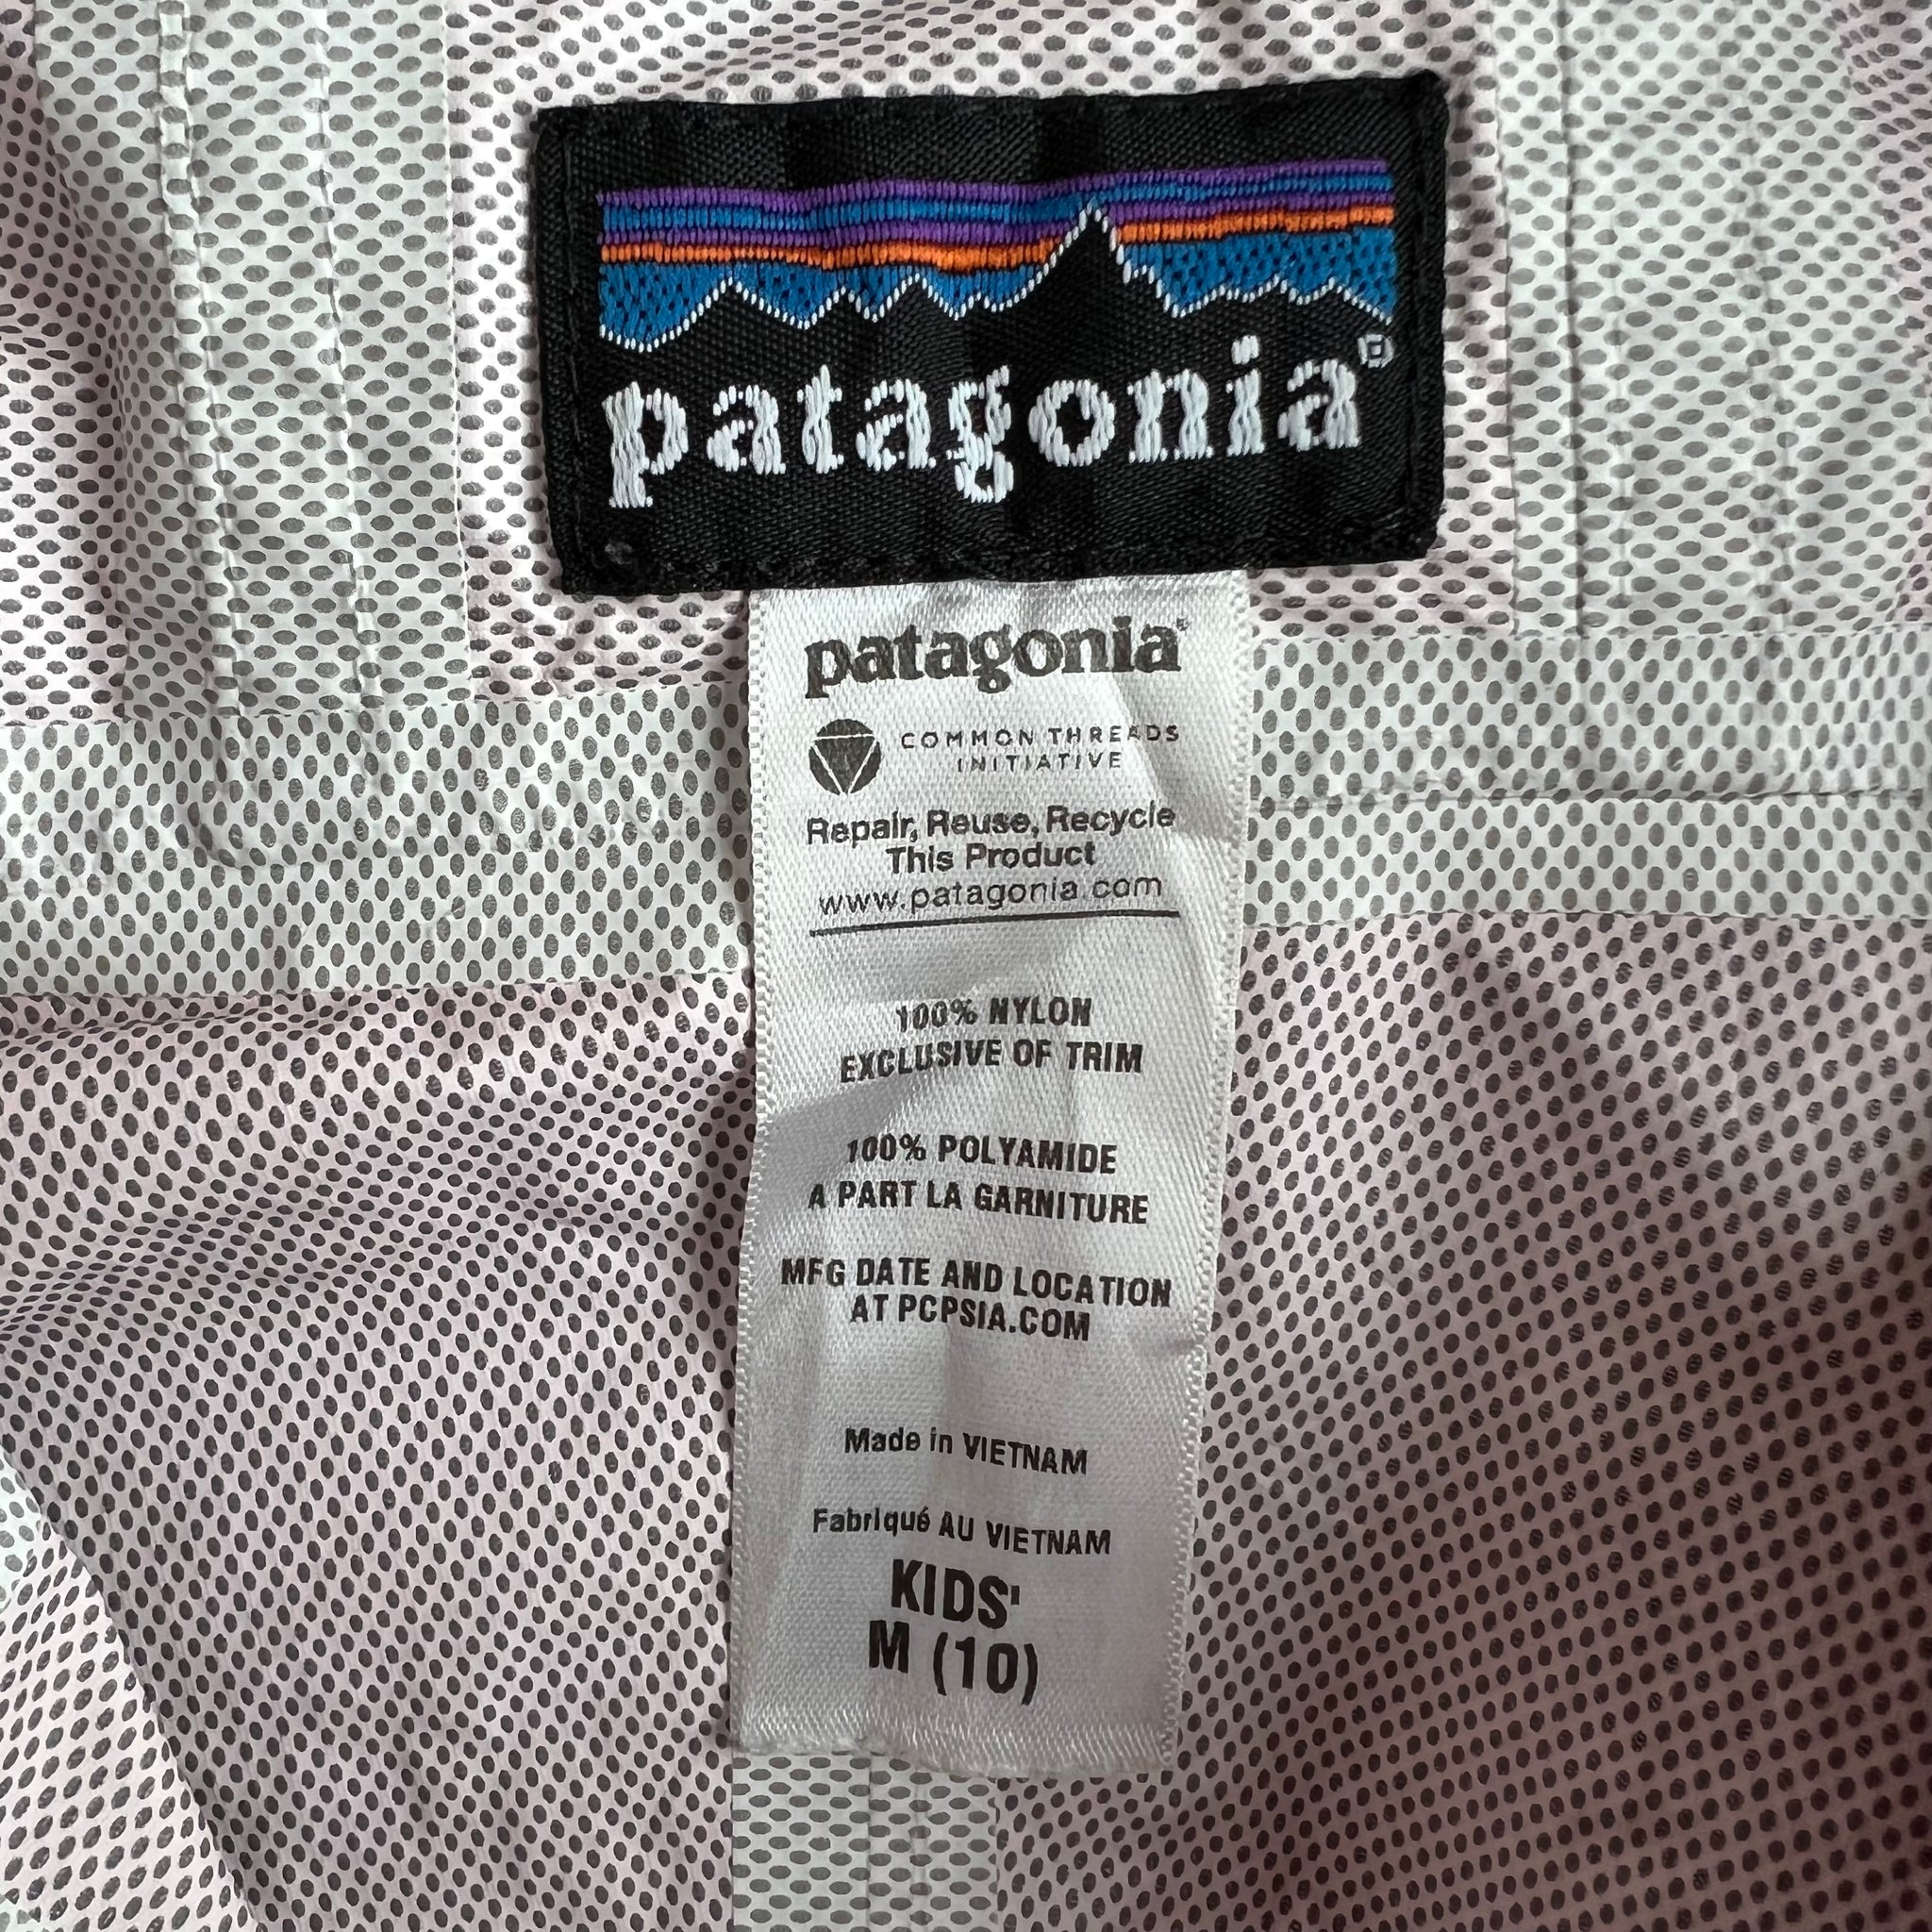 patagonia®
patagonia®
COMMON THREADS
INITIATIVE
Repair, Reuse, Recycle
This Product
www.patagonia.com
100% NYLON
EXCLUSIVE OF TRIM
100% POLYAMIDE
A PART LA GARNITURE
MFG DATE AND LOCATION
AT PCPSIA.COM
Made in VIETNAM
Fabriqué AU VIETNAM
KIDS'
M (10)